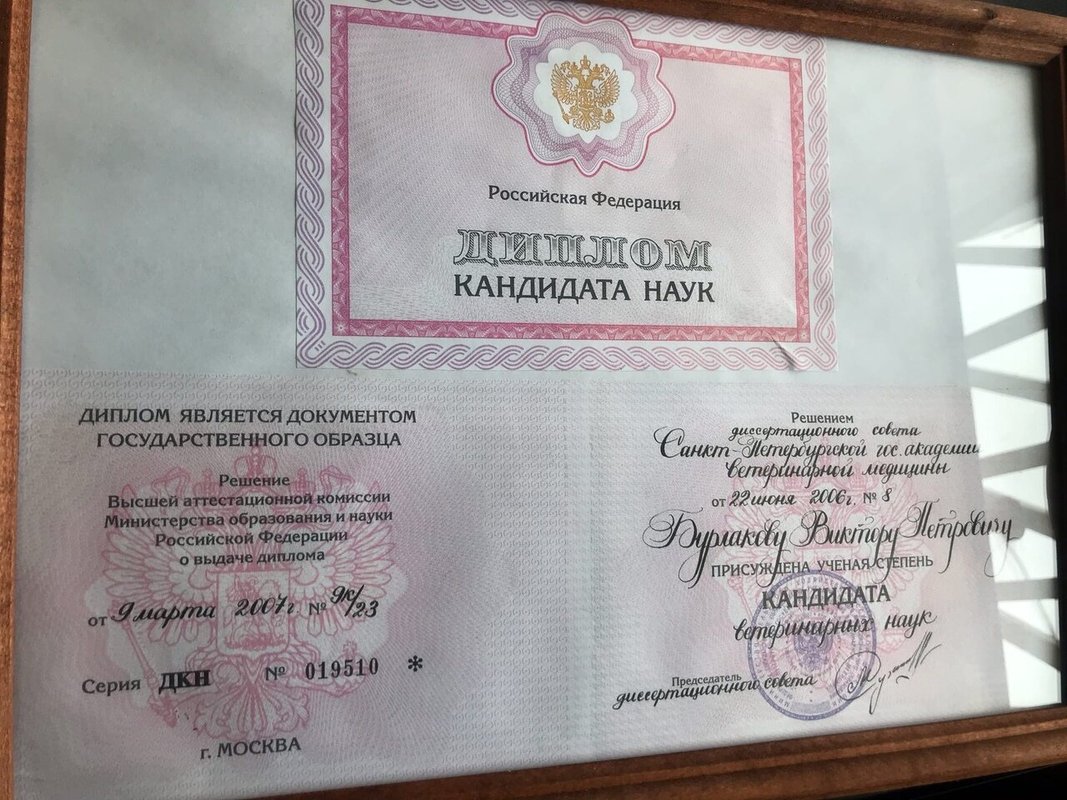 Российская Федерация
ДИПЛОМ
КАНДИДАТА НАУК
ДИПЛОМ ЯВЛЯЕТСЯ ДОКУМЕНТОМ
ГОСУДАРСТВЕННОГО ОБРАЗЦА
Решение
Высшей аттестационной комиссии
Министерства образования и науки
Российской Федерации
о выдаче диплома
от 9 марта 2007 г. № 9к/23
Серия ДКН № 019510 *
г. МОСКВА
Решением
диссертационного совета
Санкт-Петербургской гос. академии
ветеринарной медицины
от 22 июня 2006 г. № 8
Бурлакову Виктору Петровичу
ПРИСУЖДЕНА УЧЕНАЯ СТЕПЕНЬ
КАНДИДАТА
ветеринарных наук
Председатель
диссертационного совета